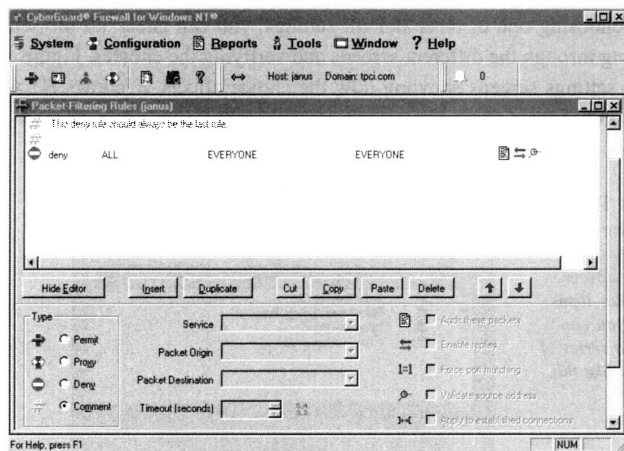 CyberGuard® Firewall for Windows NT®
System Configuration Reports Tools Window ? Help
? Host: janus Domain: tpci.com 0
Packet-Filtering Rules (janus)
The deny rule should always be the last rule.
deny ALL EVERYONE EVERYONE
Hide Editor Insert Duplicate Cut Copy Paste Delete
Type
Permit
Proxy
Deny
Comment
Service
Packet Origin
Packet Destination
Timeout (seconds)
Audit these packets
Enable replies
Force port matching
Validate source address
Apply to established connections
For Help, press F1 NUM